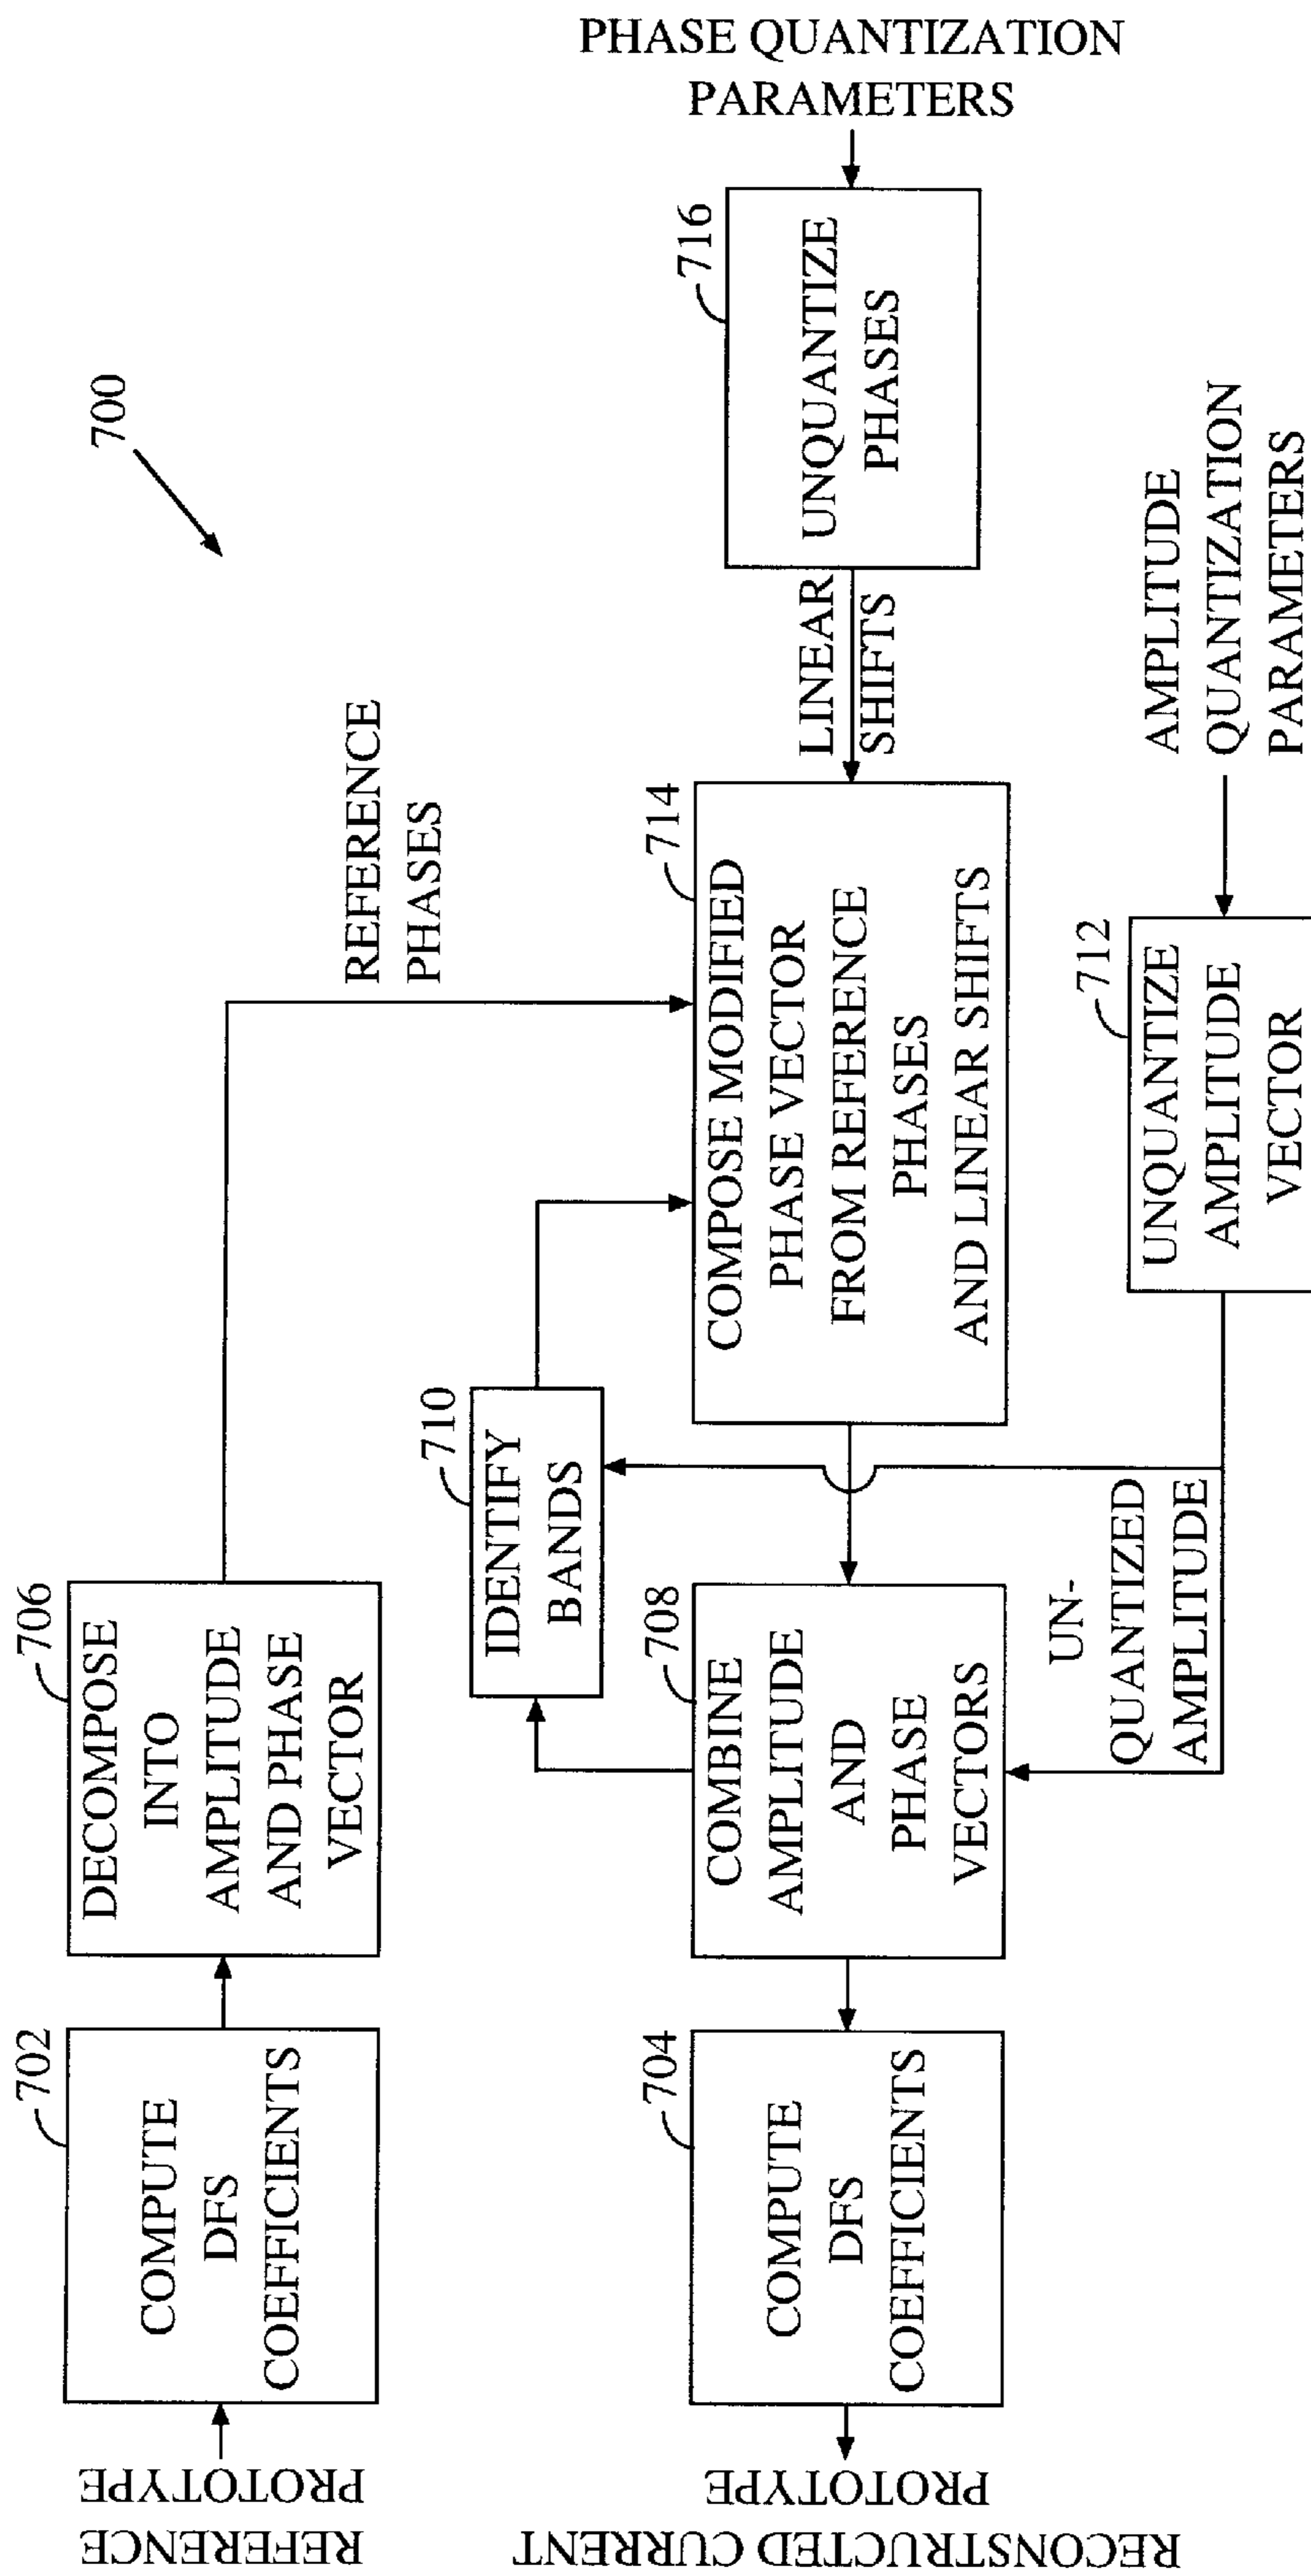 700
REFERENCE
PROTOTYPE
702
COMPUTE
DFS
COEFFICIENTS
706
DECOMPOSE
INTO
AMPLITUDE
AND PHASE
VECTOR
REFERENCE
PHASES
710
IDENTIFY
BANDS
RECONSTRUCTED CURRENT
PROTOTYPE
704
COMPUTE
DFS
COEFFICIENTS
708
COMBINE
AMPLITUDE
AND
PHASE
VECTORS
714
COMPOSE MODIFIED
PHASE VECTOR
FROM REFERENCE
PHASES
AND LINEAR SHIFTS
LINEAR
SHIFTS
716
UNQUANTIZE
PHASES
PHASE QUANTIZATION
PARAMETERS
UN-
QUANTIZED
AMPLITUDE
712
UNQUANTIZE
AMPLITUDE
VECTOR
AMPLITUDE
QUANTIZATION
PARAMETERS